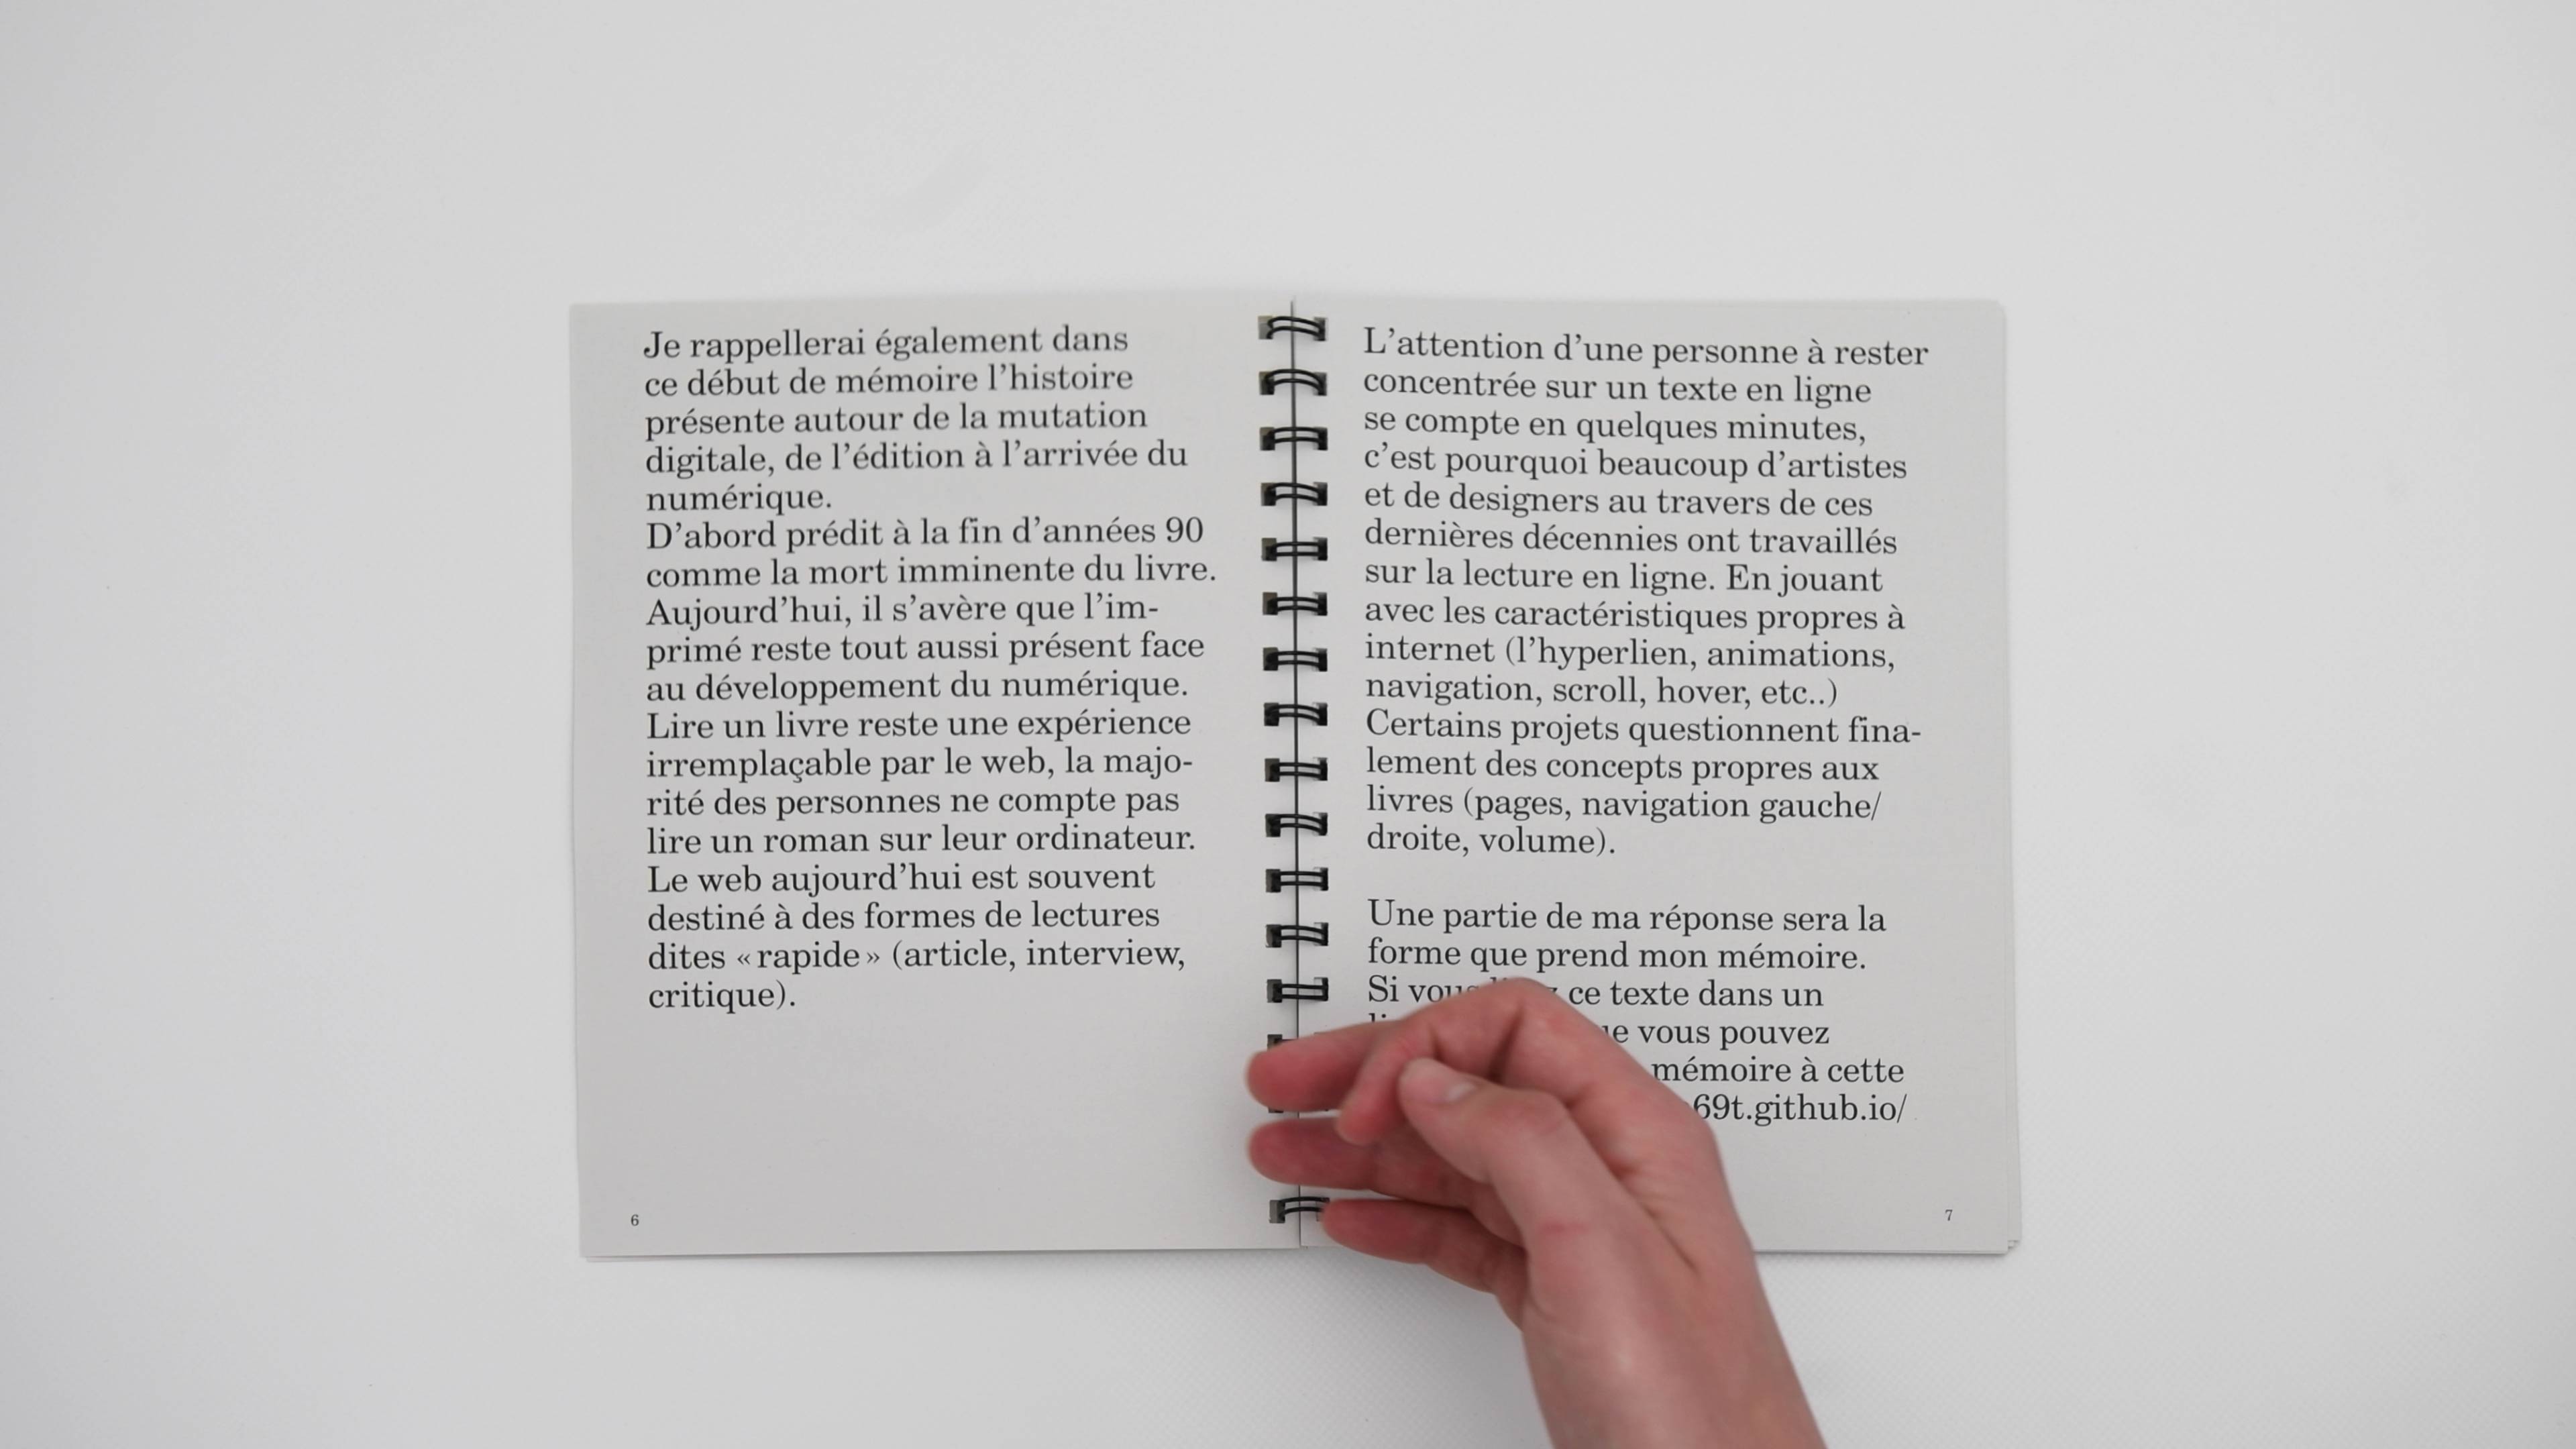 Je rappellerai également dans
ce début de mémoire l’histoire
présente autour de la mutation
digitale, de l’édition à l’arrivée du
numérique.
D’abord prédit à la fin d’années 90
comme la mort imminente du livre.
Aujourd’hui, il s’avère que l’im-
primé reste tout aussi présent face
au développement du numérique.
Lire un livre reste une expérience
irremplaçable par le web, la majo-
rité des personnes ne compte pas
lire un roman sur leur ordinateur.
Le web aujourd’hui est souvent
destiné à des formes de lectures
dites « rapide » (article, interview,
critique).
6
L’attention d’une personne à rester
concentrée sur un texte en ligne
se compte en quelques minutes,
c’est pourquoi beaucoup d’artistes
et de designers au travers de ces
dernières décennies ont travaillés
sur la lecture en ligne. En jouant
avec les caractéristiques propres à
internet (l’hyperlien, animations,
navigation, scroll, hover, etc..)
Certains projets questionnent fina-
lement des concepts propres aux
livres (pages, navigation gauche/
droite, volume).
Une partie de ma réponse sera la
forme que prend mon mémoire.
Si ce texte dans un
vous pouvez
mémoire à cette
69t.github.io/
7